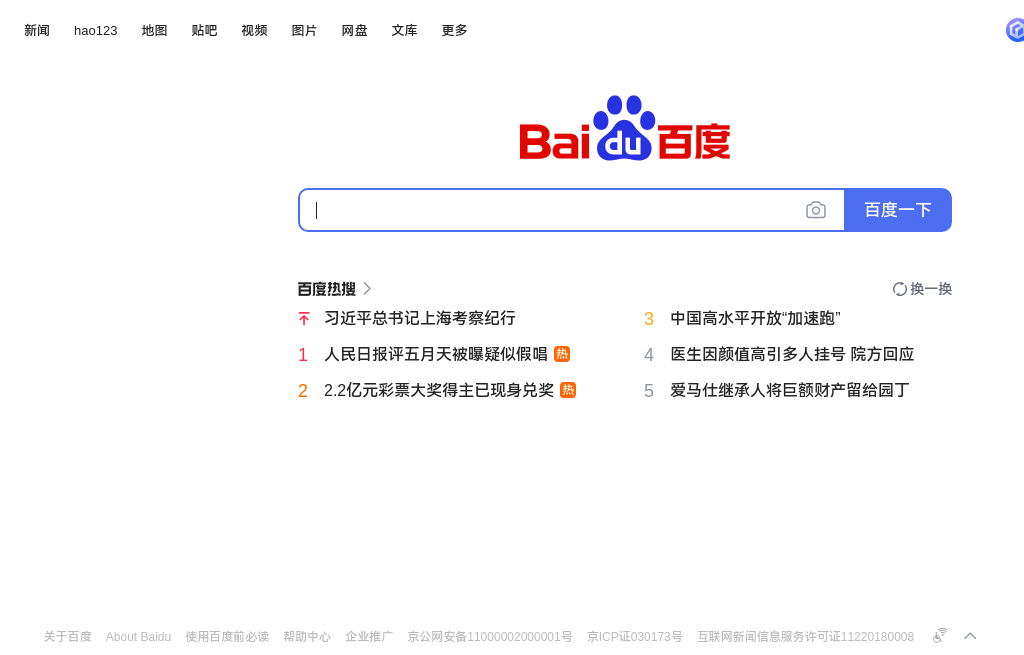 新闻 hao123 地图 贴吧 视频 图片 网盘 文库 更多
Bai du 百度
百度一下
百度热搜
换一换
习近平总书记上海考察纪行
1 人民日报评五月天被曝疑似假唱 热
2 2.2亿元彩票大奖得主已现身兑奖 热
3 中国高水平开放“加速跑”
4 医生因颜值高引多人挂号 院方回应
5 爱马仕继承人将巨额财产留给园丁
关于百度 About Baidu 使用百度前必读 帮助中心 企业推广 京公网安备11000002000001号 京ICP证030173号 互联网新闻信息服务许可证11220180008